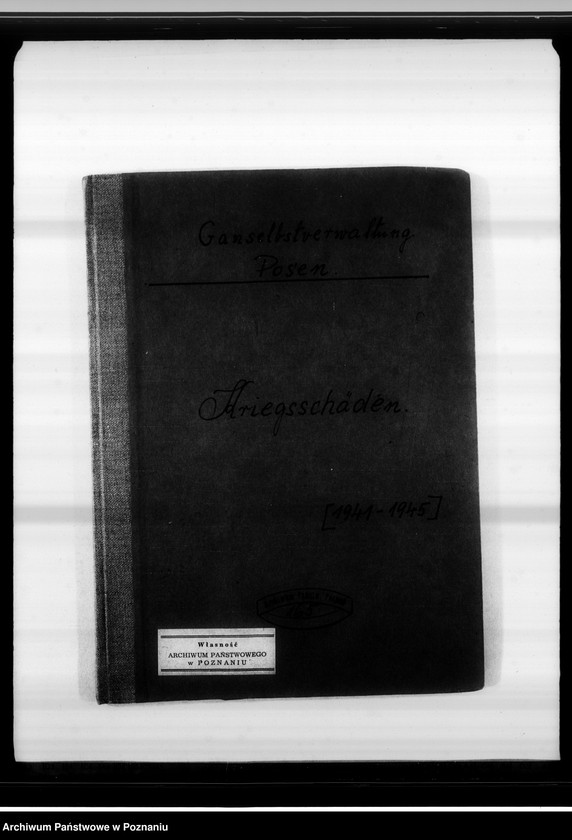 Gauselbstverwaltung
Posen
Kriegsschäden.
[1941-1945]
Własność
ARCHIWUM PAŃSTWOWEGO
w POZNANIU
Archiwum Państwowe w Poznaniu